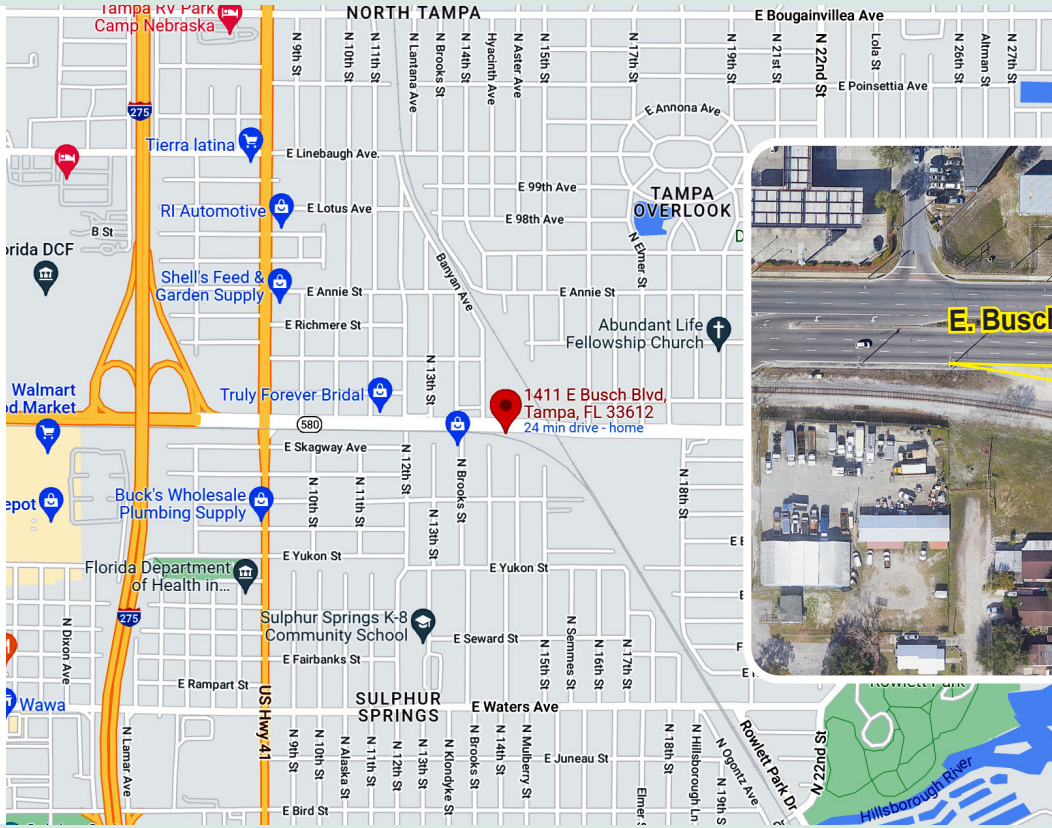 Tampa RV Park
Camp Nebraska
NORTH TAMPA
E Bougainvillea Ave
N 9th St
N 10th St
N 11th St
N Lantana Ave
N Brooks St
N 14th St
Hyacinth Ave
N Aster Ave
N 15th St
N 17th St
N 19th St
N 21st St
N 22nd St
Lola St
N 26th St
Altman St
N 27th St
E Poinsettia Ave
275
E Annona Ave
Tierra latina
E Linebaugh Ave.
E 99th Ave
TAMPA
OVERLOOK
RI Automotive
E Lotus Ave
E 98th Ave
B St
D
N Elmer St
rida DCF
Banyan Ave
Shell's Feed &
Garden Supply
E Annie St
E Annie St
E. Busch
E Richmere St
Abundant Life
Fellowship Church
N 13th St
Walmart
od Market
Truly Forever Bridal
1411 E Busch Blvd,
Tampa, FL 33612
24 min drive - home
580
E Skagway Ave
N 12th St
N Brooks St
N 18th St
epot
Buck's Wholesale
Plumbing Supply
N 10th St
N 11th St
N 13th St
E E
E Yukon St
E Yukon St
Florida Department
of Health in...
E
275
Sulphur Springs K-8
Community School
N Dixon Ave
E Seward St
N 15th St
N Semmes St
N 16th St
N 17th St
E Fairbanks St
E Rampart St
US Hwy 41
SULPHUR
SPRINGS
Rowlett Park
Wawa
E Waters Ave
N Lamar Ave
N 9th St
N 10th St
N Alaska St
N 11th St
N 12th St
N 13th St
N Klondyke St
N Brooks St
N 14th St
N Mulberry St
E Juneau St
N 18th St
N Hillsborough Ln
N Ogontz Ave
Rowlett Park Dr
N 22nd St
Hillsborough River
E Bird St
Elmer S
N 19th S